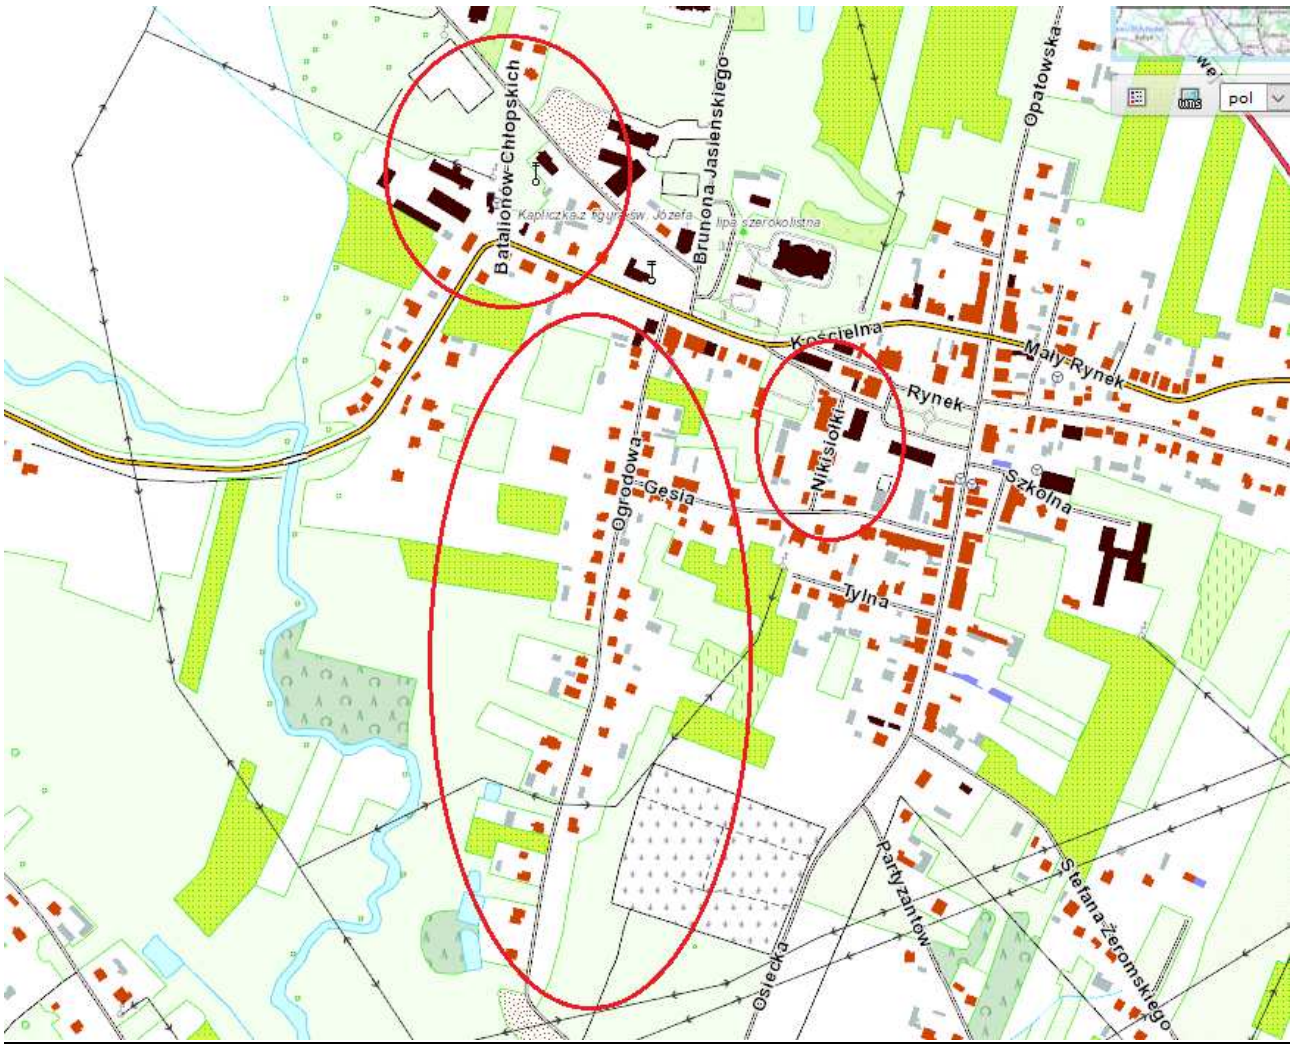 pol
wms
Opatowska
Batalionów Chłopskich
Brunona Jasieńskiego
Kapliczka z figurą św. Józefa
lipa szerokolistna
Kościelna
Mały Rynek
Rynek
Nikisiołki
Ogrodowa
Gęsia
Szkolna
Tylna
Partyzantów
Stefana Żeromskiego
Osiecka